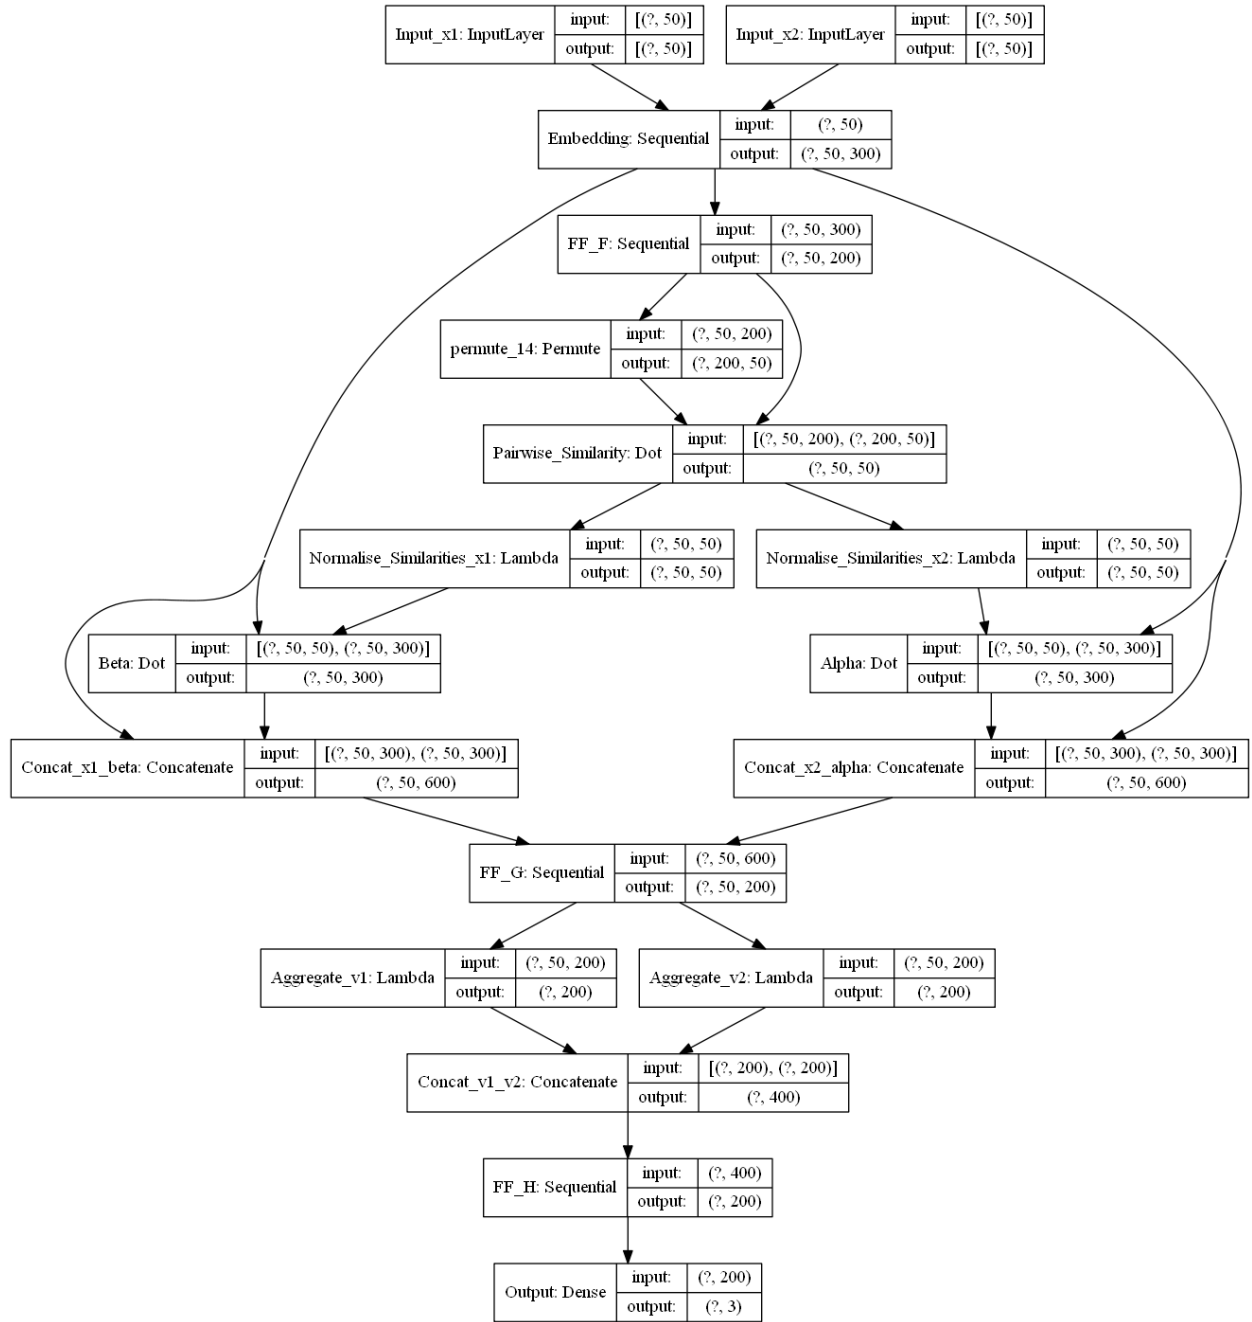 Input_x1: InputLayer
input: [(?, 50)]
output: [(?, 50)]
Input_x2: InputLayer
input: [(?, 50)]
output: [(?, 50)]
Embedding: Sequential
input: (?, 50)
output: (?, 50, 300)
FF_F: Sequential
input: (?, 50, 300)
output: (?, 50, 200)
permute_14: Permute
input: (?, 50, 200)
output: (?, 200, 50)
Pairwise_Similarity: Dot
input: [(?, 50, 200), (?, 200, 50)]
output: (?, 50, 50)
Normalise_Similarities_x1: Lambda
input: (?, 50, 50)
output: (?, 50, 50)
Normalise_Similarities_x2: Lambda
input: (?, 50, 50)
output: (?, 50, 50)
Beta: Dot
input: [(?, 50, 50), (?, 50, 300)]
output: (?, 50, 300)
Alpha: Dot
input: [(?, 50, 50), (?, 50, 300)]
output: (?, 50, 300)
Concat_x1_beta: Concatenate
input: [(?, 50, 300), (?, 50, 300)]
output: (?, 50, 600)
Concat_x2_alpha: Concatenate
input: [(?, 50, 300), (?, 50, 300)]
output: (?, 50, 600)
FF_G: Sequential
input: (?, 50, 600)
output: (?, 50, 200)
Aggregate_v1: Lambda
input: (?, 50, 200)
output: (?, 200)
Aggregate_v2: Lambda
input: (?, 50, 200)
output: (?, 200)
Concat_v1_v2: Concatenate
input: [(?, 200), (?, 200)]
output: (?, 400)
FF_H: Sequential
input: (?, 400)
output: (?, 200)
Output: Dense
input: (?, 200)
output: (?, 3)